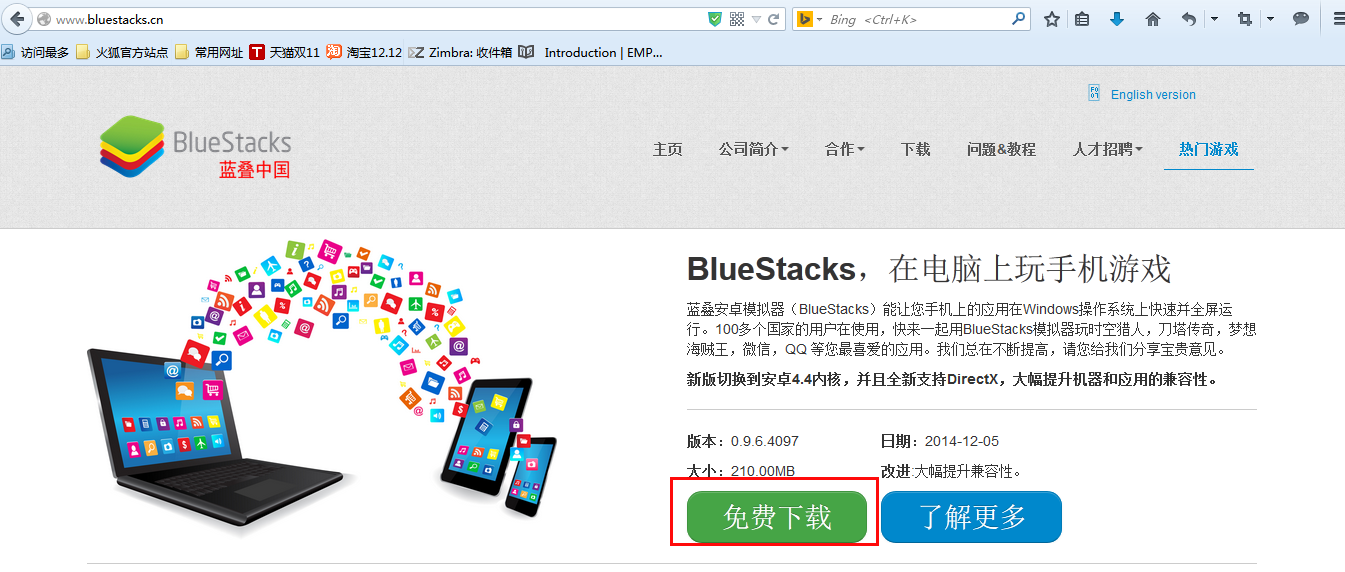 www.bluestacks.cn
Bing <Ctrl+K>
访问最多 火狐官方站点 常用网址 天猫双11 淘宝12.12 Zimbra: 收件箱 Introduction | EMP...
English version
BlueStacks
蓝叠中国
主页 公司简介 合作 下载 问题&教程 人才招聘 热门游戏
BlueStacks，在电脑上玩手机游戏
蓝叠安卓模拟器（BlueStacks）能让您手机上的应用在Windows操作系统上快速并全屏运
行。100多个国家的用户在使用，快来一起用BlueStacks模拟器玩时空猎人，刀塔传奇，梦想
海贼王，微信，QQ 等您最喜爱的应用。我们总在不断提高，请您给我们分享宝贵意见。
新版切换到安卓4.4内核，并且全新支持DirectX，大幅提升机器和应用的兼容性。
版本：0.9.6.4097 日期：2014-12-05
大小：210.00MB 改进:大幅提升兼容性。
免费下载 了解更多